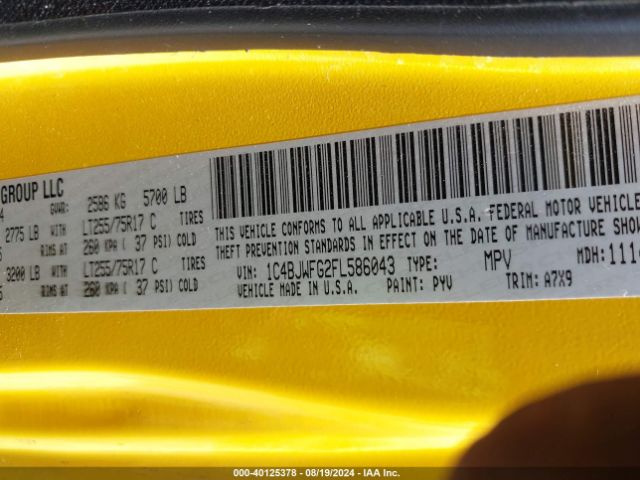 GROUP LLC
GVWR: 2586 KG 5700 LB
2775 LB WITH LT255/75R17 C TIRES
RIMS AT 260 KPA ( 37 PSI) COLD
3200 LB WITH LT255/75R17 C TIRES
RIMS AT 260 KPA ( 37 PSI) COLD
THIS VEHICLE CONFORMS TO ALL APPLICABLE U.S.A. FEDERAL MOTOR VEHICLE
THEFT PREVENTION STANDARDS IN EFFECT ON THE DATE OF MANUFACTURE SHOWN
VIN: 1C4BJWFG2FL586043 TYPE: MPV MDH: 111
VEHICLE MADE IN U.S.A. PAINT: PYV TRIM: A7X9
000-40125378 - 08/19/2024 - IAA Inc.